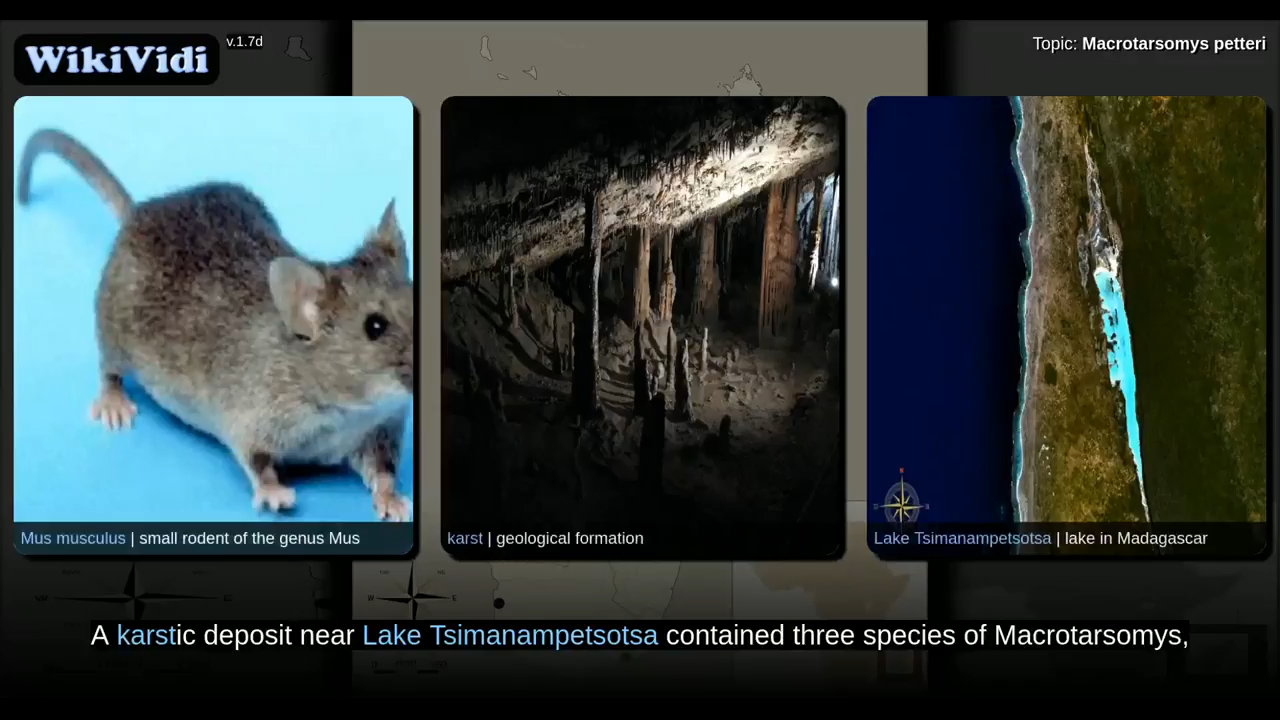 WikiVidi
v.1.7d
Topic: Macrotarsomys petteri
Mus musculus | small rodent of the genus Mus
karst | geological formation
Lake Tsimanampetsotsa | lake in Madagascar
A karstic deposit near Lake Tsimanampetsotsa contained three species of Macrotarsomys,